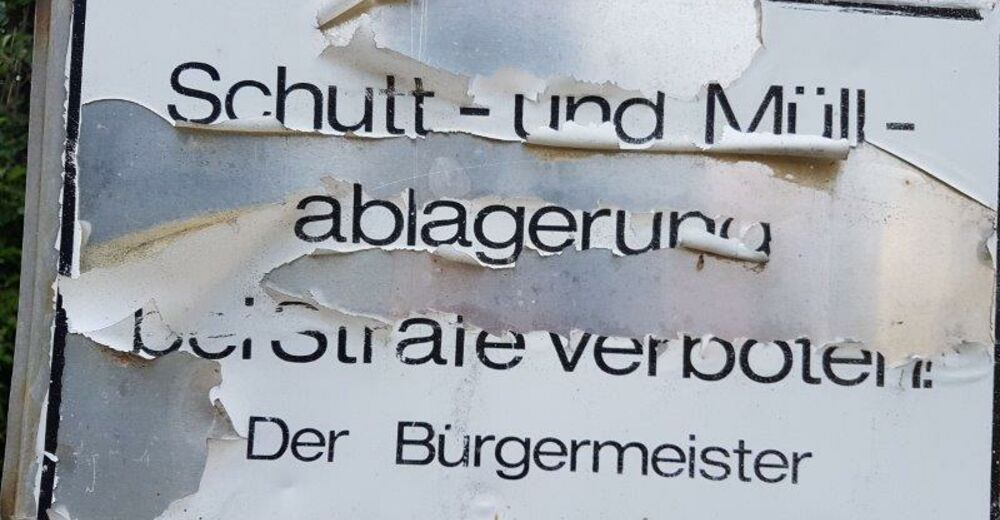 Schutt- und Müll-
ablagerung
bei Strafe verboten!
Der Bürgermeister